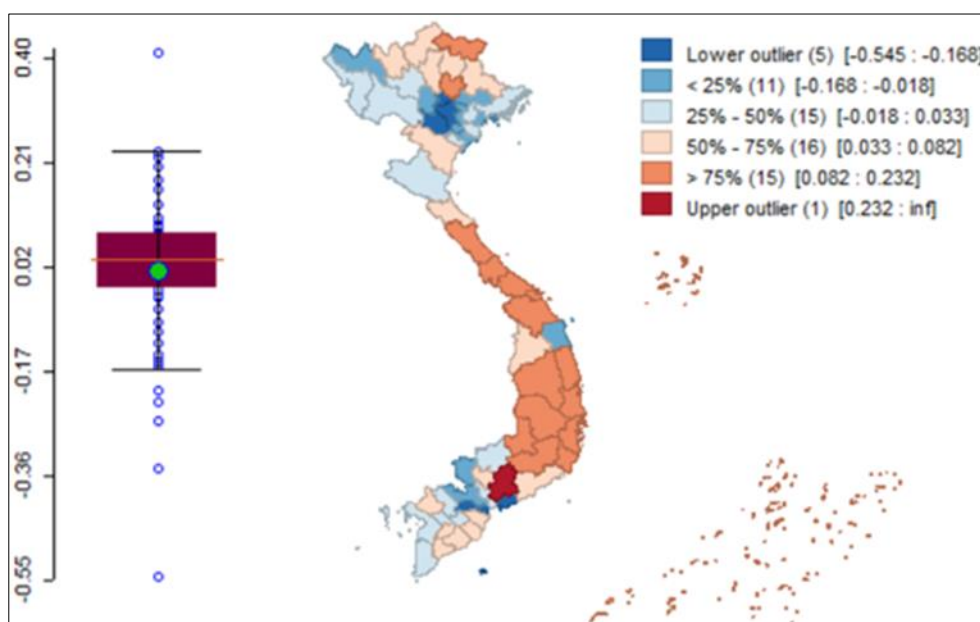 0.40
0.21
0.02
-0.17
-0.36
-0.55
Lower outlier (5) [-0.545 : -0.168]
< 25% (11) [-0.168 : -0.018]
25% - 50% (15) [-0.018 : 0.033]
50% - 75% (16) [0.033 : 0.082]
> 75% (15) [0.082 : 0.232]
Upper outlier (1) [0.232 : inf]